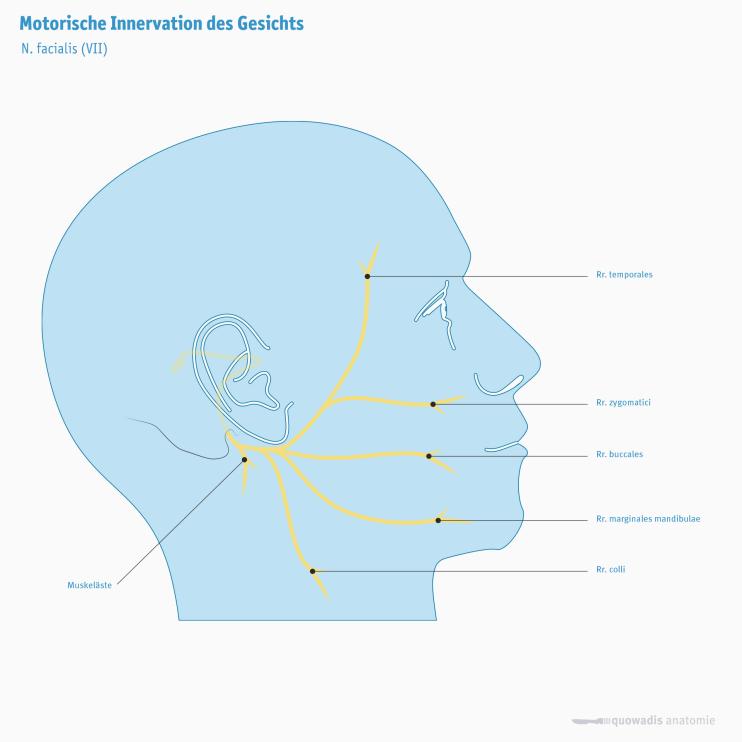 Motorische Innervation des Gesichts
N. facialis (VII)
Rr. temporales
Rr. zygomatici
Rr. buccales
Rr. marginales mandibulae
Rr. colli
Muskeläste
quowadis anatomie